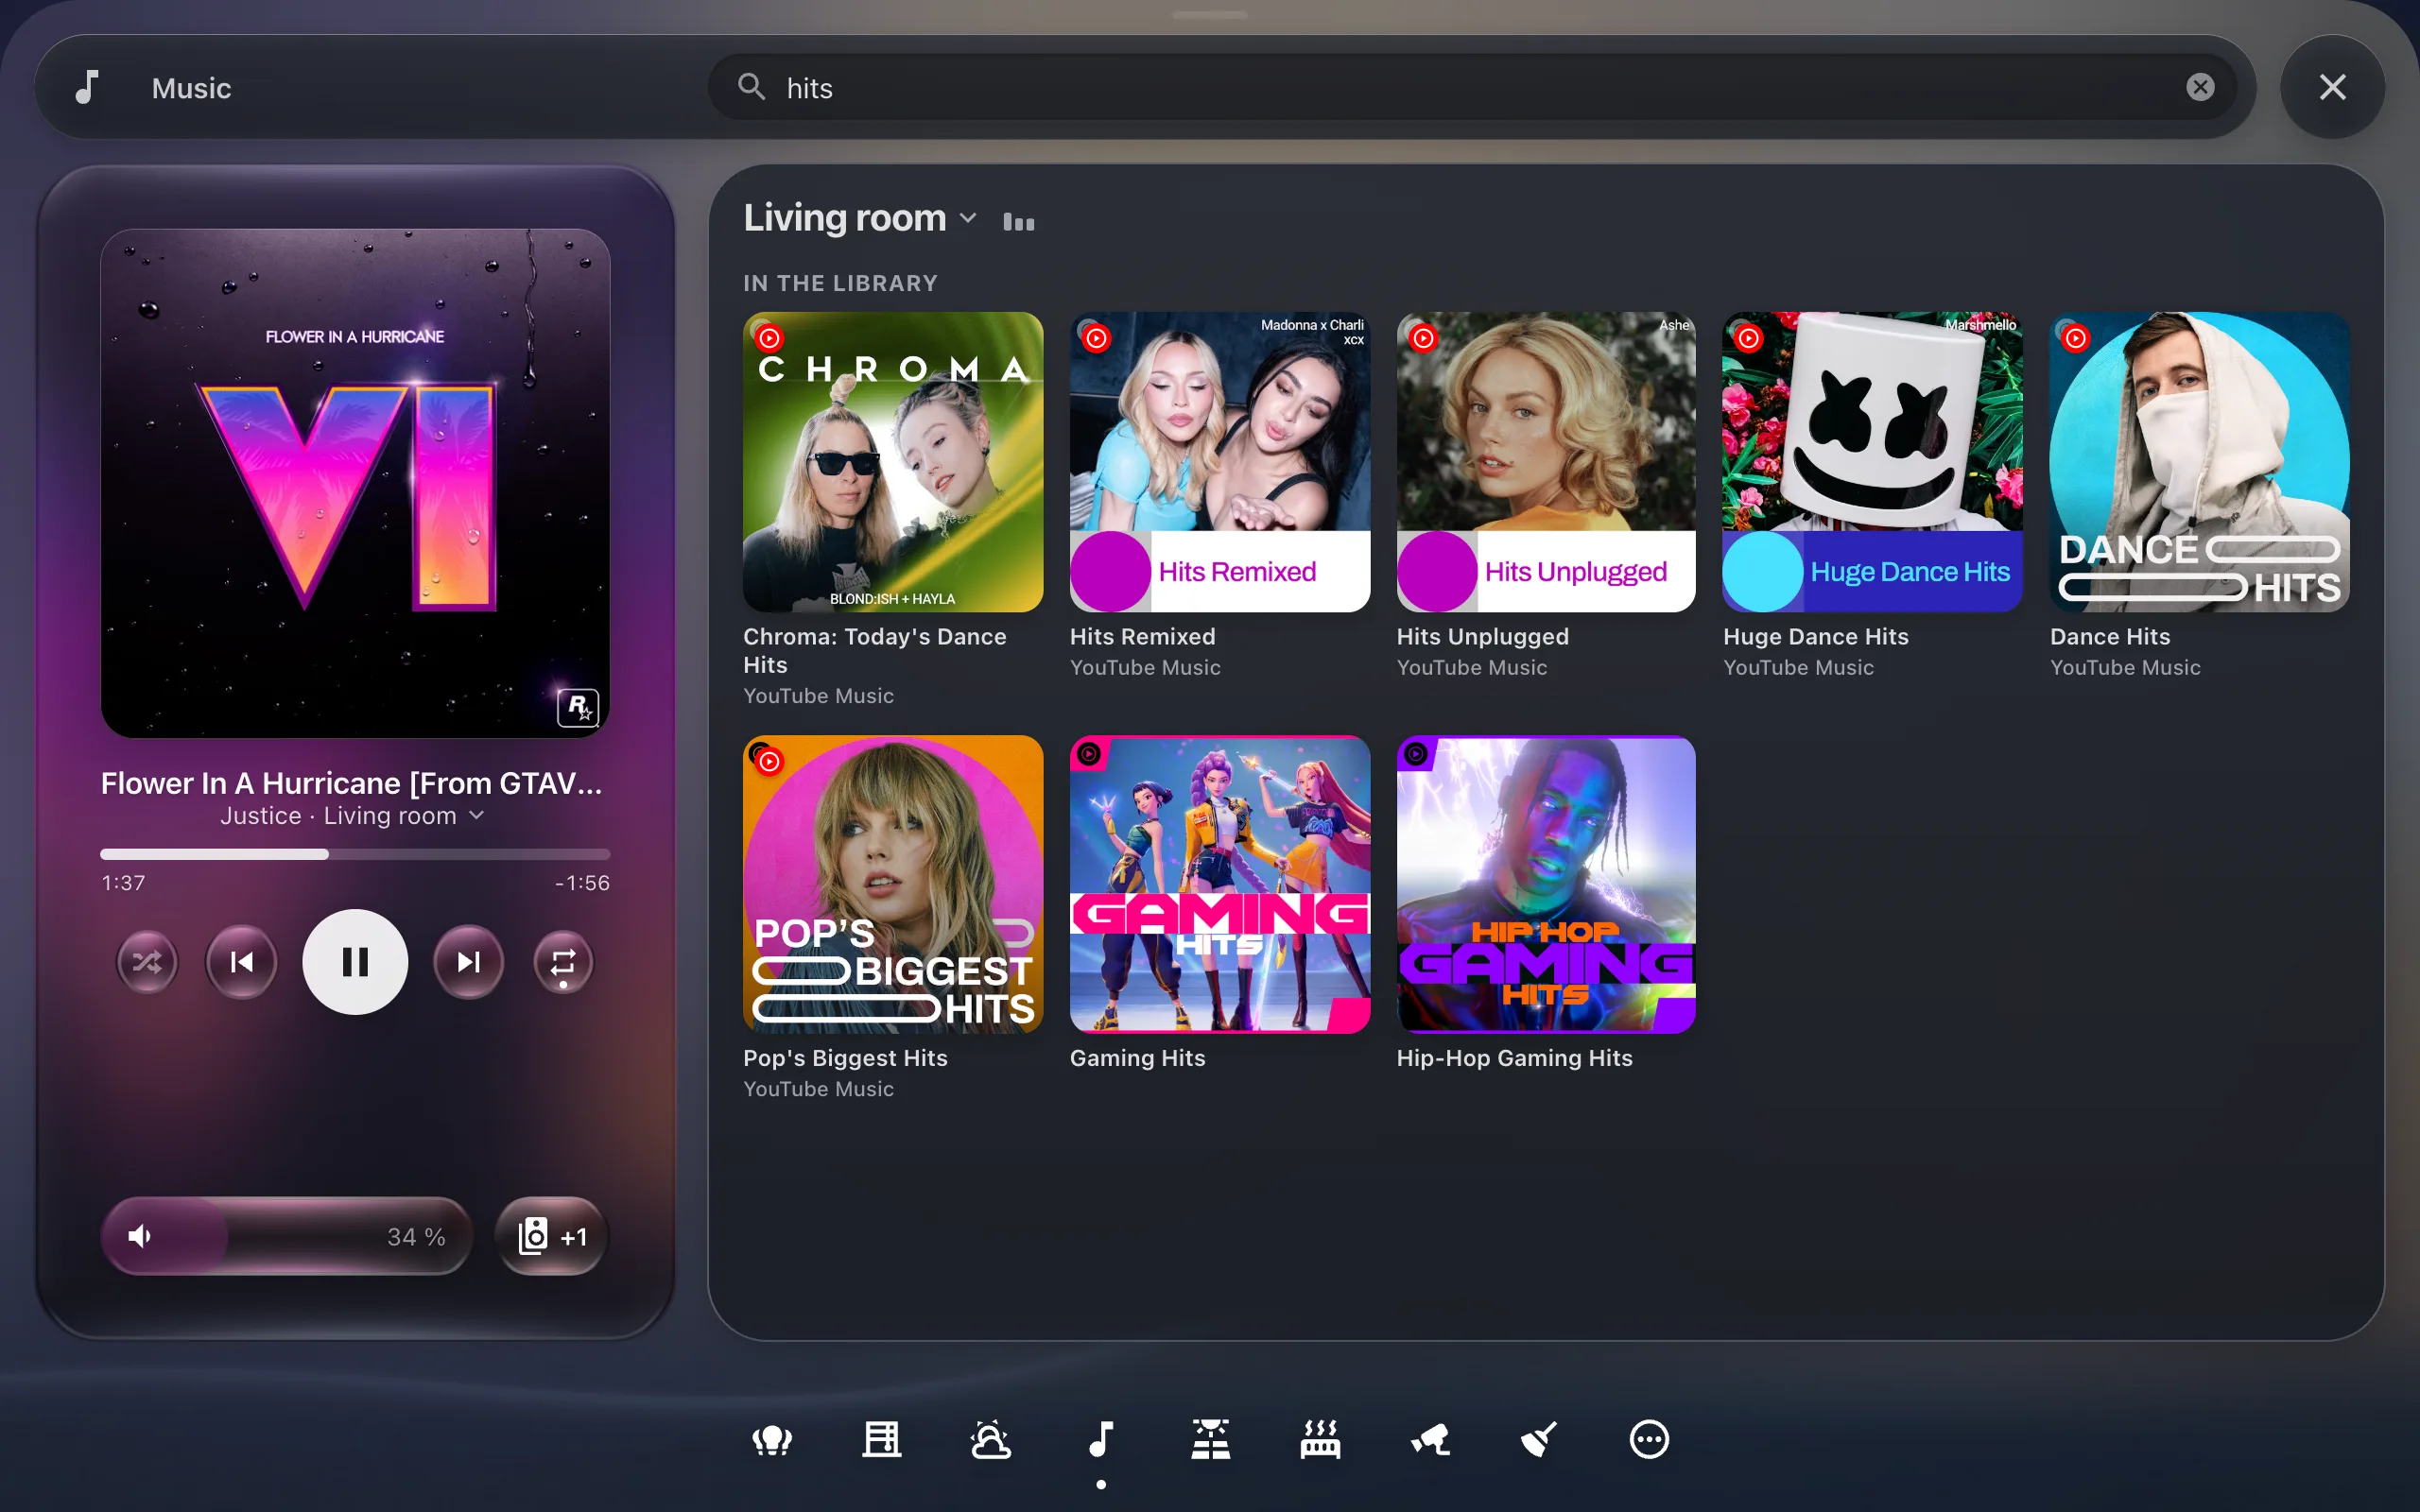 Music
hits
FLOWER IN A HURRICANE
VI
R
Flower In A Hurricane [From GTAV...
Justice · Living room
1:37
-1:56
34 %
+1
Living room
IN THE LIBRARY
CHROMA
BLOND:ISH + HAYLA
Chroma: Today's Dance
Hits
YouTube Music
Madonna x Charli
xcx
Hits Remixed
Hits Remixed
YouTube Music
Ashe
Hits Unplugged
Hits Unplugged
YouTube Music
Marshmello
Huge Dance Hits
Huge Dance Hits
YouTube Music
DANCE
HITS
Dance Hits
YouTube Music
POP'S
BIGGEST
HITS
Pop's Biggest Hits
YouTube Music
GAMING
HITS
Gaming Hits
HIP HOP
GAMING
HITS
Hip-Hop Gaming Hits